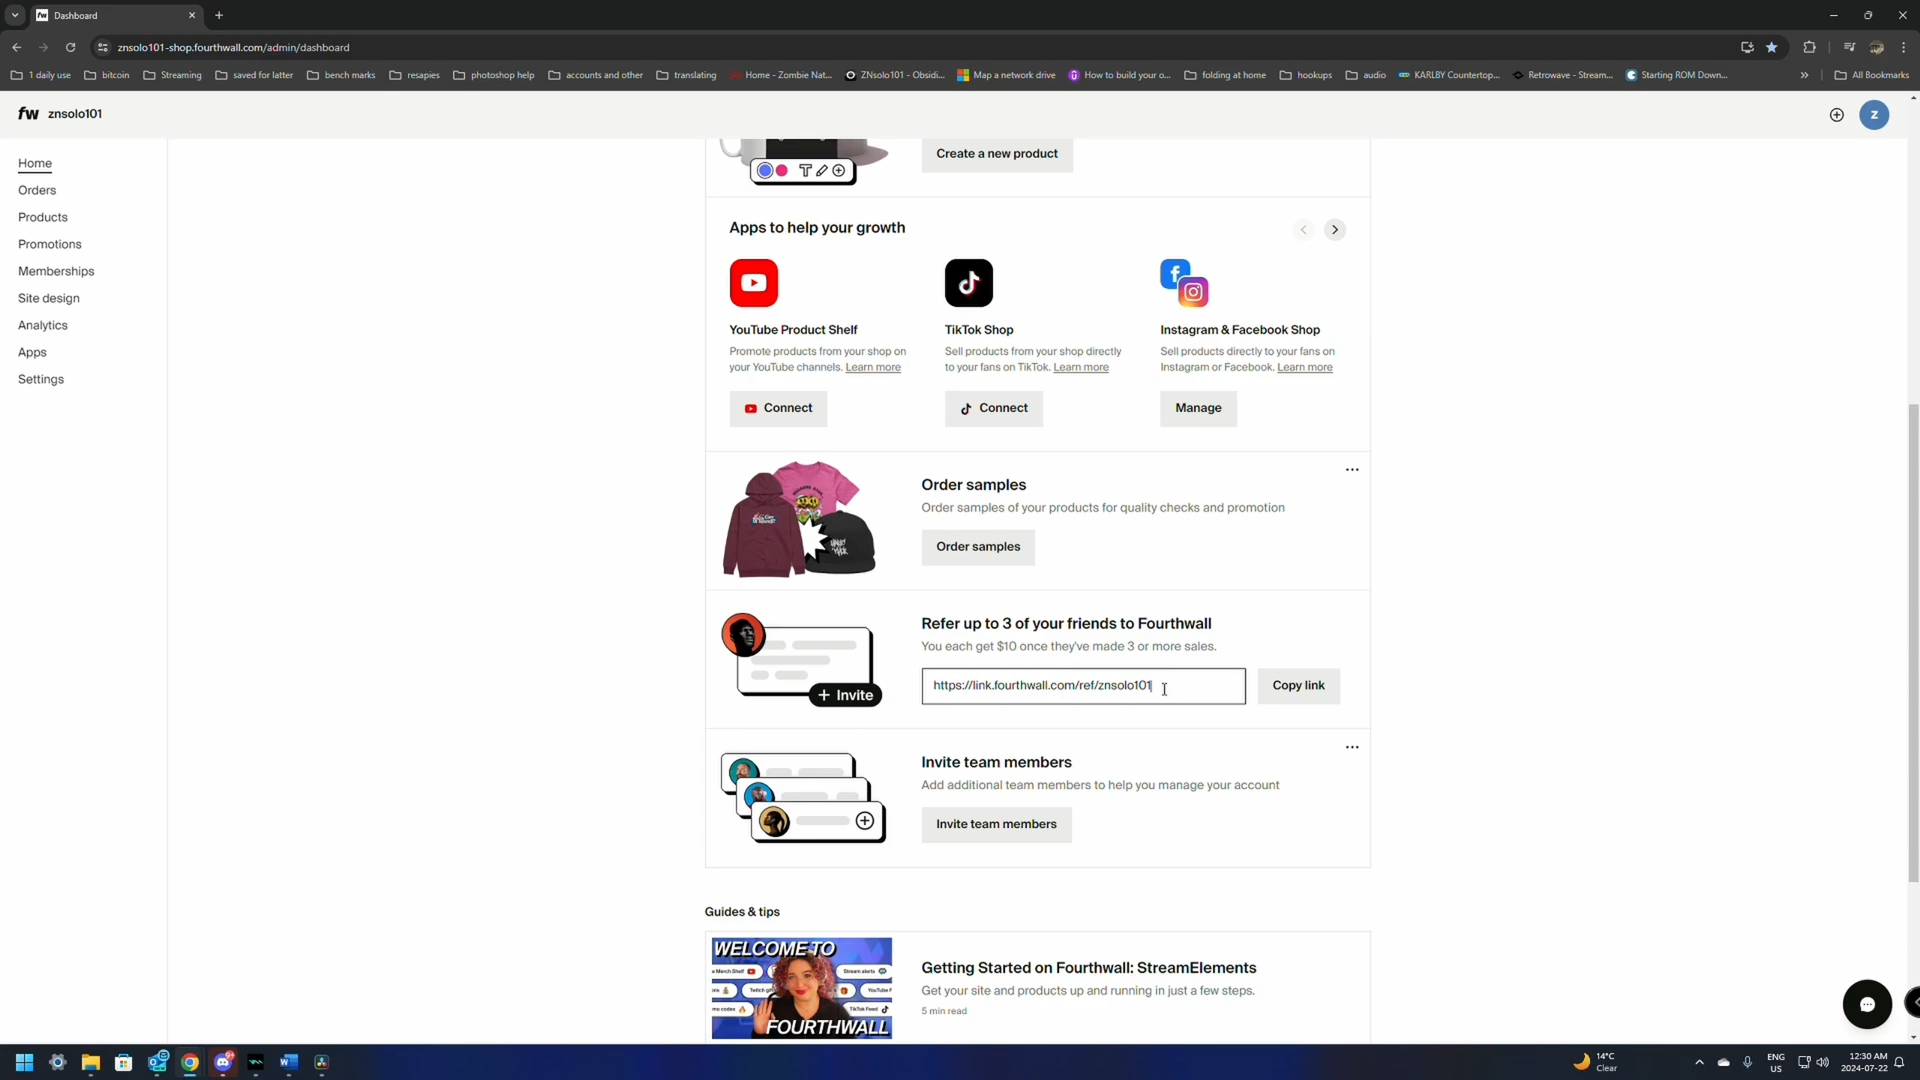 Dashboard
znsolo101-shop.fourthwall.com/admin/dashboard
1 daily use
bitcoin
Streaming
saved for latter
bench marks
resapies
photoshop help
accounts and other
translating
Home - Zombie Nat...
ZNsolo101 - Obsidi...
Map a network drive
How to build your o...
folding at home
hookups
audio
KARLBY Countertop...
Retrowave - Stream...
Starting ROM Down...
All Bookmarks
fw znsolo101
Z
Home
Orders
Products
Promotions
Memberships
Site design
Analytics
Apps
Settings
Create a new product
Apps to help your growth
YouTube Product Shelf
Promote products from your shop on
your YouTube channels. Learn more
Connect
TikTok Shop
Sell products from your shop directly
to your fans on TikTok. Learn more
Connect
Instagram & Facebook Shop
Sell products directly to your fans on
Instagram or Facebook. Learn more
Manage
Order samples
Order samples of your products for quality checks and promotion
Order samples
+ Invite
Refer up to 3 of your friends to Fourthwall
You each get $10 once they've made 3 or more sales.
https://link.fourthwall.com/ref/znsolo101
Copy link
Invite team members
Add additional team members to help you manage your account
Invite team members
Guides & tips
WELCOME TO
Stream alerts
FOURTHWALL
Getting Started on Fourthwall: StreamElements
Get your site and products up and running in just a few steps.
5 min read
14°C
Clear
ENG
US
12:30 AM
2024-07-22